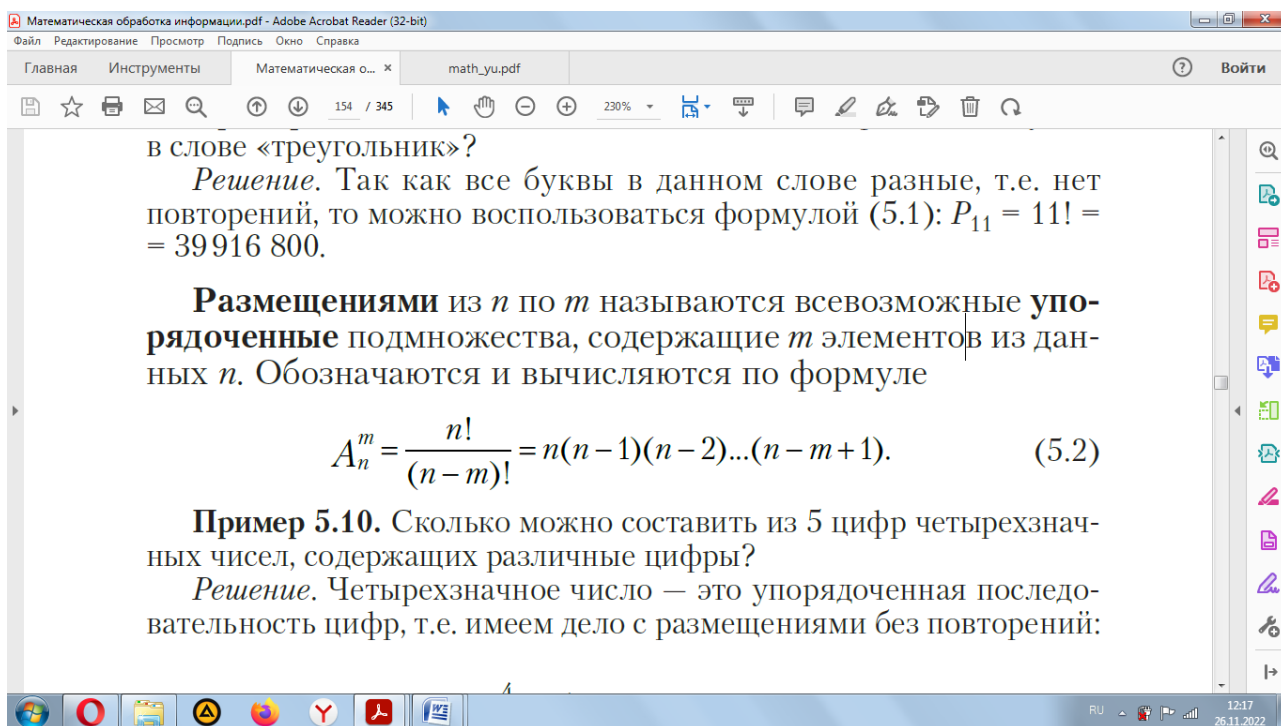 Математическая обработка информации.pdf - Adobe Acrobat Reader (32-bit)
Файл Редактирование Просмотр Подпись Окно Справка
Главная Инструменты Математическая о... × math_yu.pdf Войти
154 / 345 230%
в слове «треугольник»?
Решение. Так как все буквы в данном слове разные, т.е. нет
повторений, то можно воспользоваться формулой (5.1): P₁₁ = 11! =
= 39 916 800.
Размещениями из n по m называются всевозможные упо-
рядоченные подмножества, содержащие m элементов из дан-
ных n. Обозначаются и вычисляются по формуле
A_n^m = n!/(n − m)! = n(n − 1)(n − 2)...(n − m + 1). (5.2)
Пример 5.10. Сколько можно составить из 5 цифр четырехзнач-
ных чисел, содержащих различные цифры?
Решение. Четырехзначное число — это упорядоченная последо-
вательность цифр, т.е. имеем дело с размещениями без повторений:
RU 12:17
26.11.2022